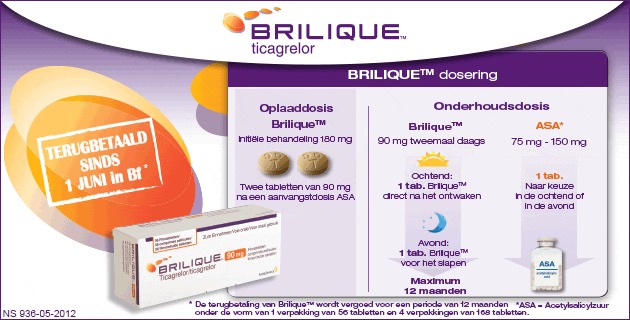 BRILIQUE™
ticagrelor
BRILIQUE™ dosering
TERUGBETAALD
SINDS
1 JUNI in Bf*
Oplaaddosis
Brilique™
Initiële behandeling 180 mg
Twee tabletten van 90 mg
na een aanvangstdosis ASA
Onderhoudsdosis
Brilique™
90 mg tweemaal daags
Ochtend:
1 tab. Brilique™
direct na het ontwaken
Avond:
1 tab. Brilique™
voor het slapen
Maximum
12 maanden
ASA*
75 mg - 150 mg
1 tab.
Naar keuze
in de ochtend of
in de avond
ASA
BRILIQUE 90 mg
Ticagrelor/ticagrelor
NS 936-05-2012
* De terugbetaling van Brilique™ wordt vergoed voor een periode van 12 maanden
onder de vorm van 1 verpakking van 56 tabletten en 4 verpakkingen van 168 tabletten.
*ASA = Acetylsalicylzuur